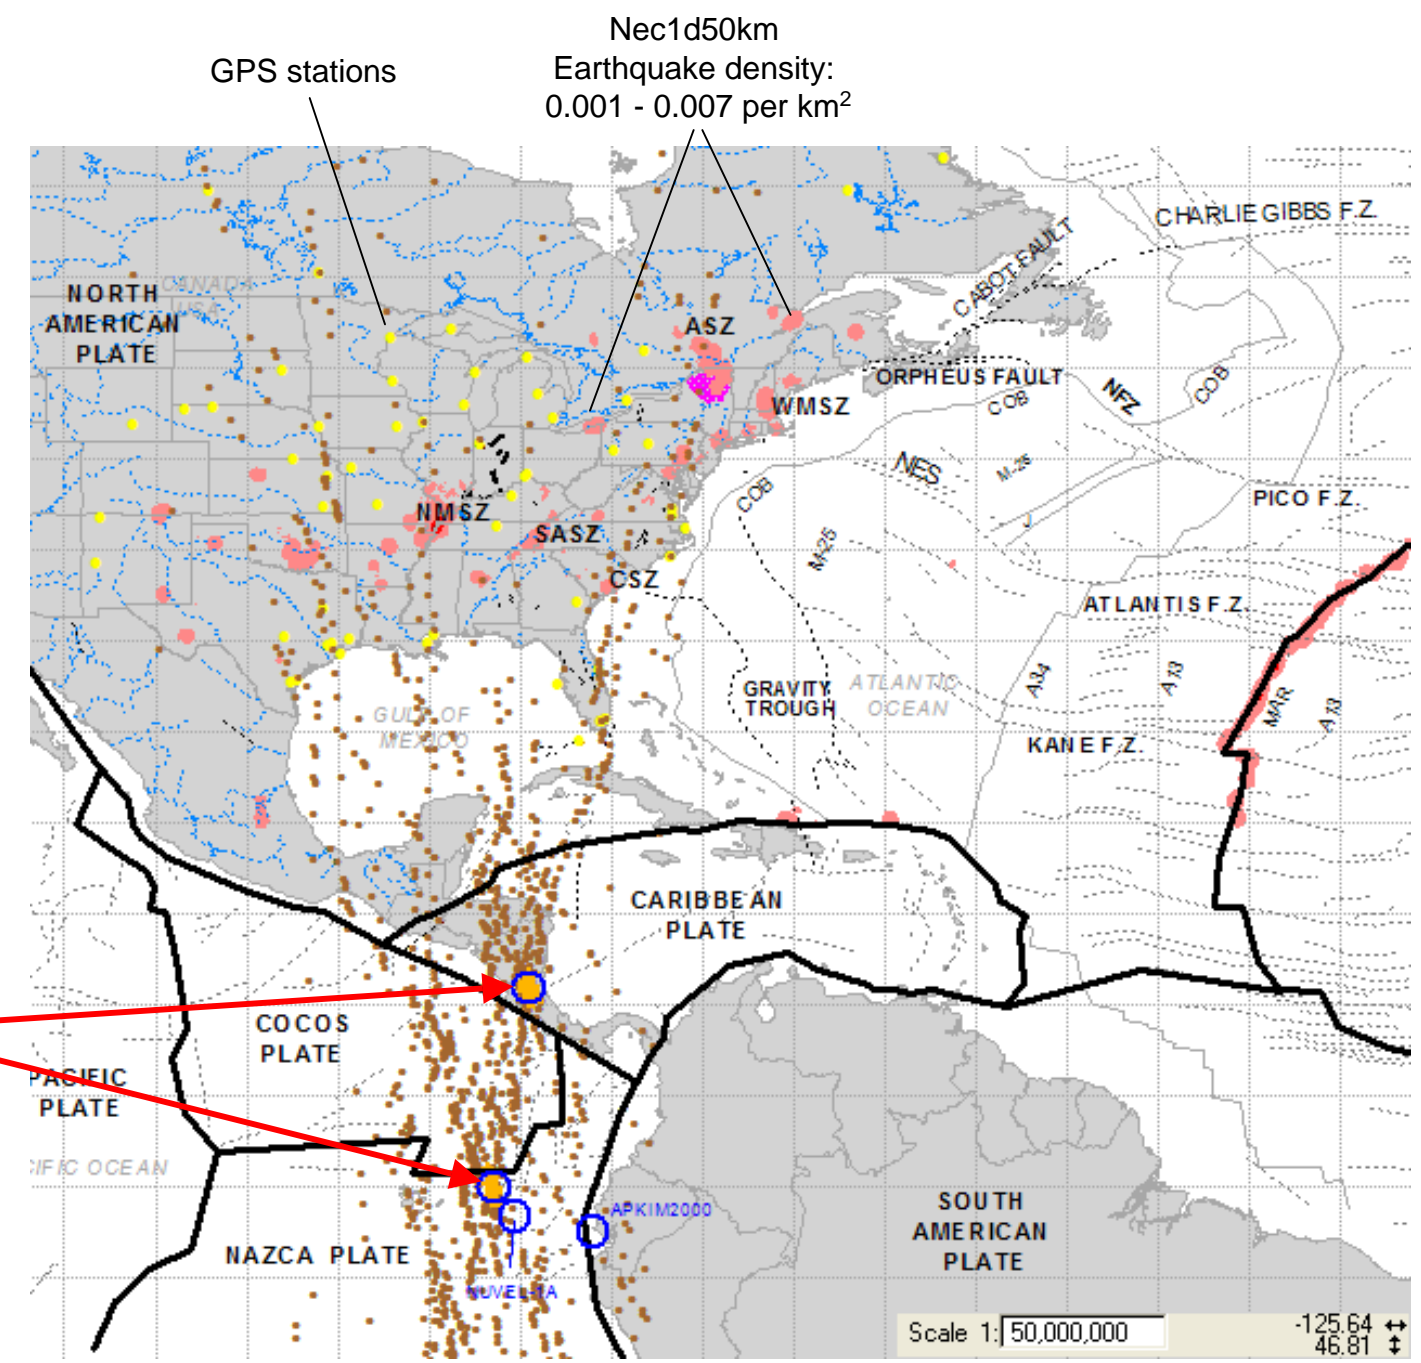 Nec1d50km
Earthquake density:
0.001 - 0.007 per km²
GPS stations
CHARLIE GIBBS F.Z.
CABOT FAULT
CANADA
USA
NORTH
AMERICAN
PLATE
ASZ
ORPHEUS FAULT
COB
NFZ
COB
WMSZ
NES
M-25
COB
PICO F.Z.
NMSZ
SASZ
J
M-25
CSZ
ATLANTIS F.Z.
GRAVITY
TROUGH
ATLANTIC
OCEAN
A34
A13
MAR
A13
GULF OF
MEXICO
KANE F.Z.
CARIBBEAN
PLATE
COCOS
PLATE
PACIFIC
PLATE
CIFIC OCEAN
SOUTH
AMERICAN
PLATE
APKIM2000
NAZCA PLATE
NUVEL-1A
Scale 1: 50,000,000
-125.64
46.81